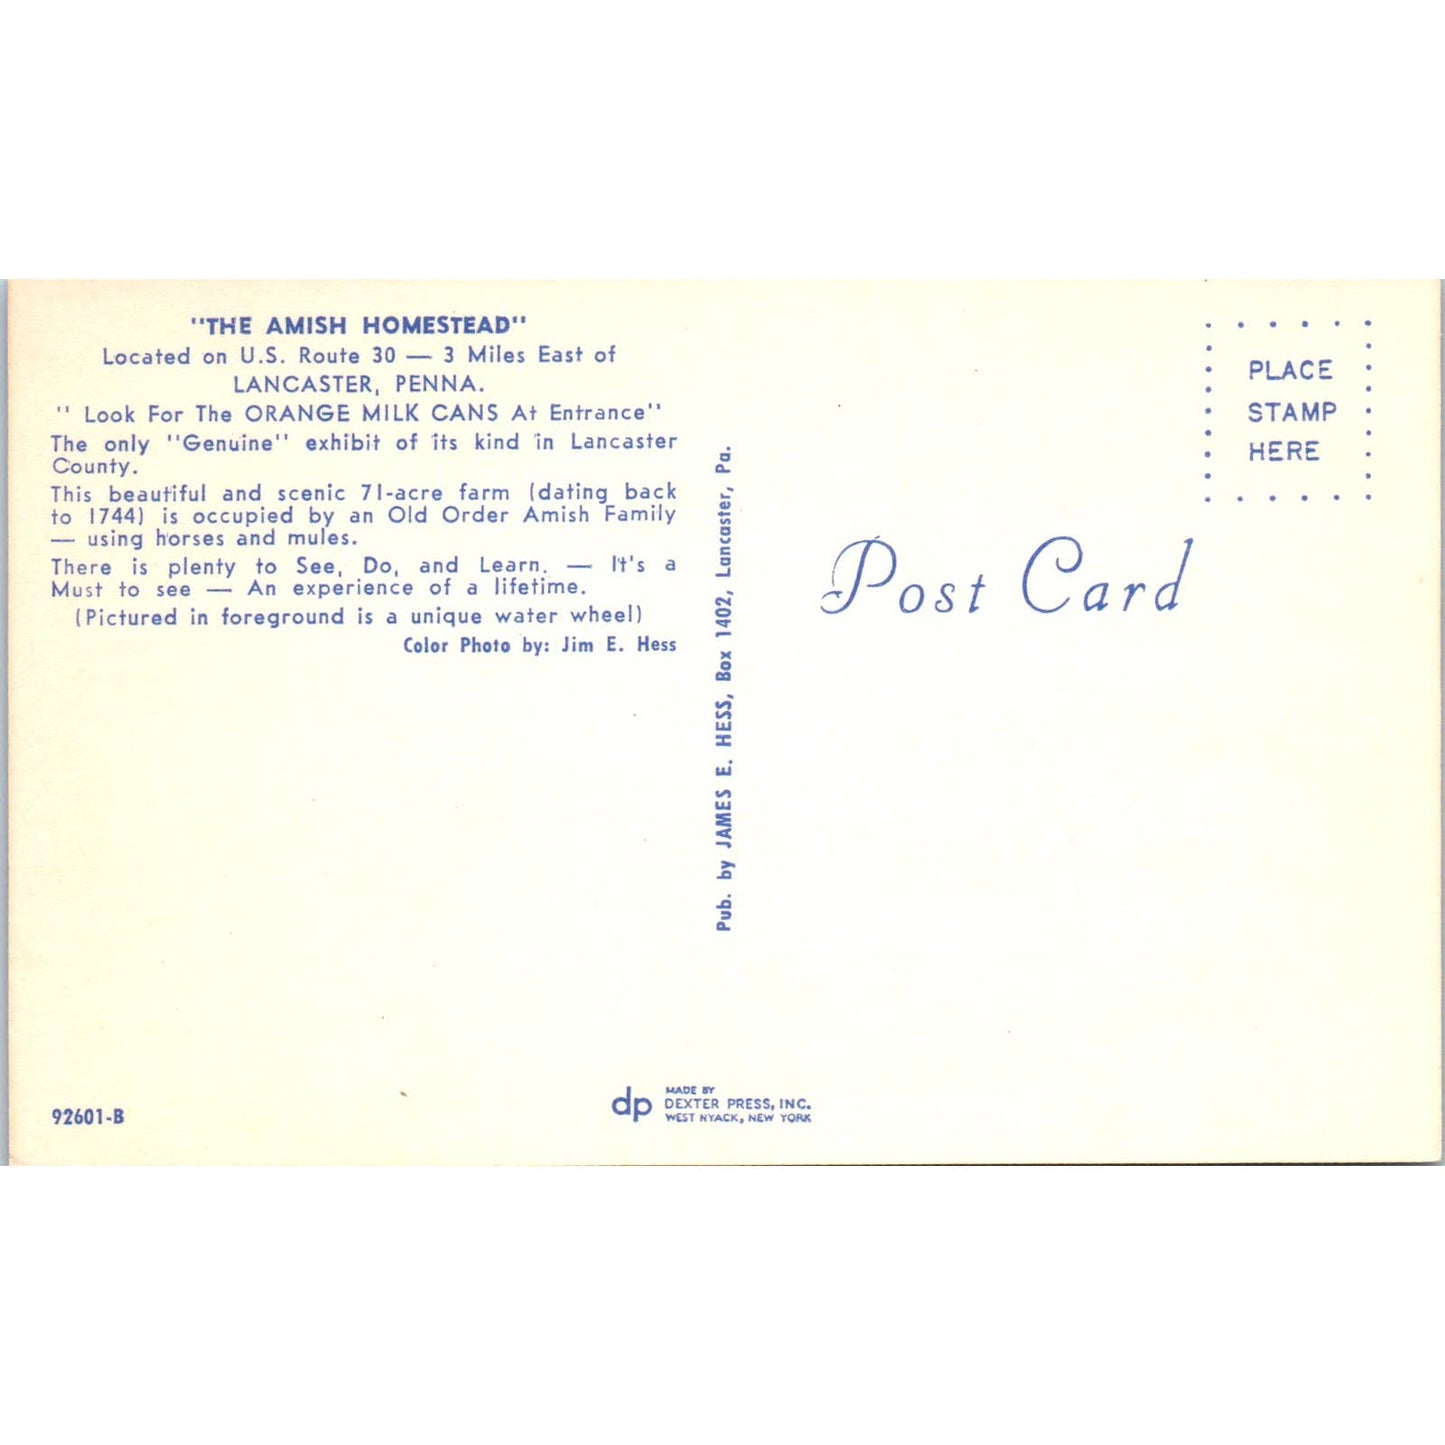 "THE AMISH HOMESTEAD"
Located on U.S. Route 30 — 3 Miles East of
LANCASTER, PENNA.
" Look For The ORANGE MILK CANS At Entrance"
The only "Genuine" exhibit of its kind in Lancaster
County.
This beautiful and scenic 71-acre farm (dating back
to 1744) is occupied by an Old Order Amish Family
— using horses and mules.
There is plenty to See, Do, and Learn. — It's a
Must to see — An experience of a lifetime.
(Pictured in foreground is a unique water wheel)
Color Photo by: Jim E. Hess
92601-B
Pub. by JAMES E. HESS, Box 1402, Lancaster, Pa.
dp
MADE BY
DEXTER PRESS, INC.
WEST NYACK, NEW YORK
PLACE
STAMP
HERE
Post Card